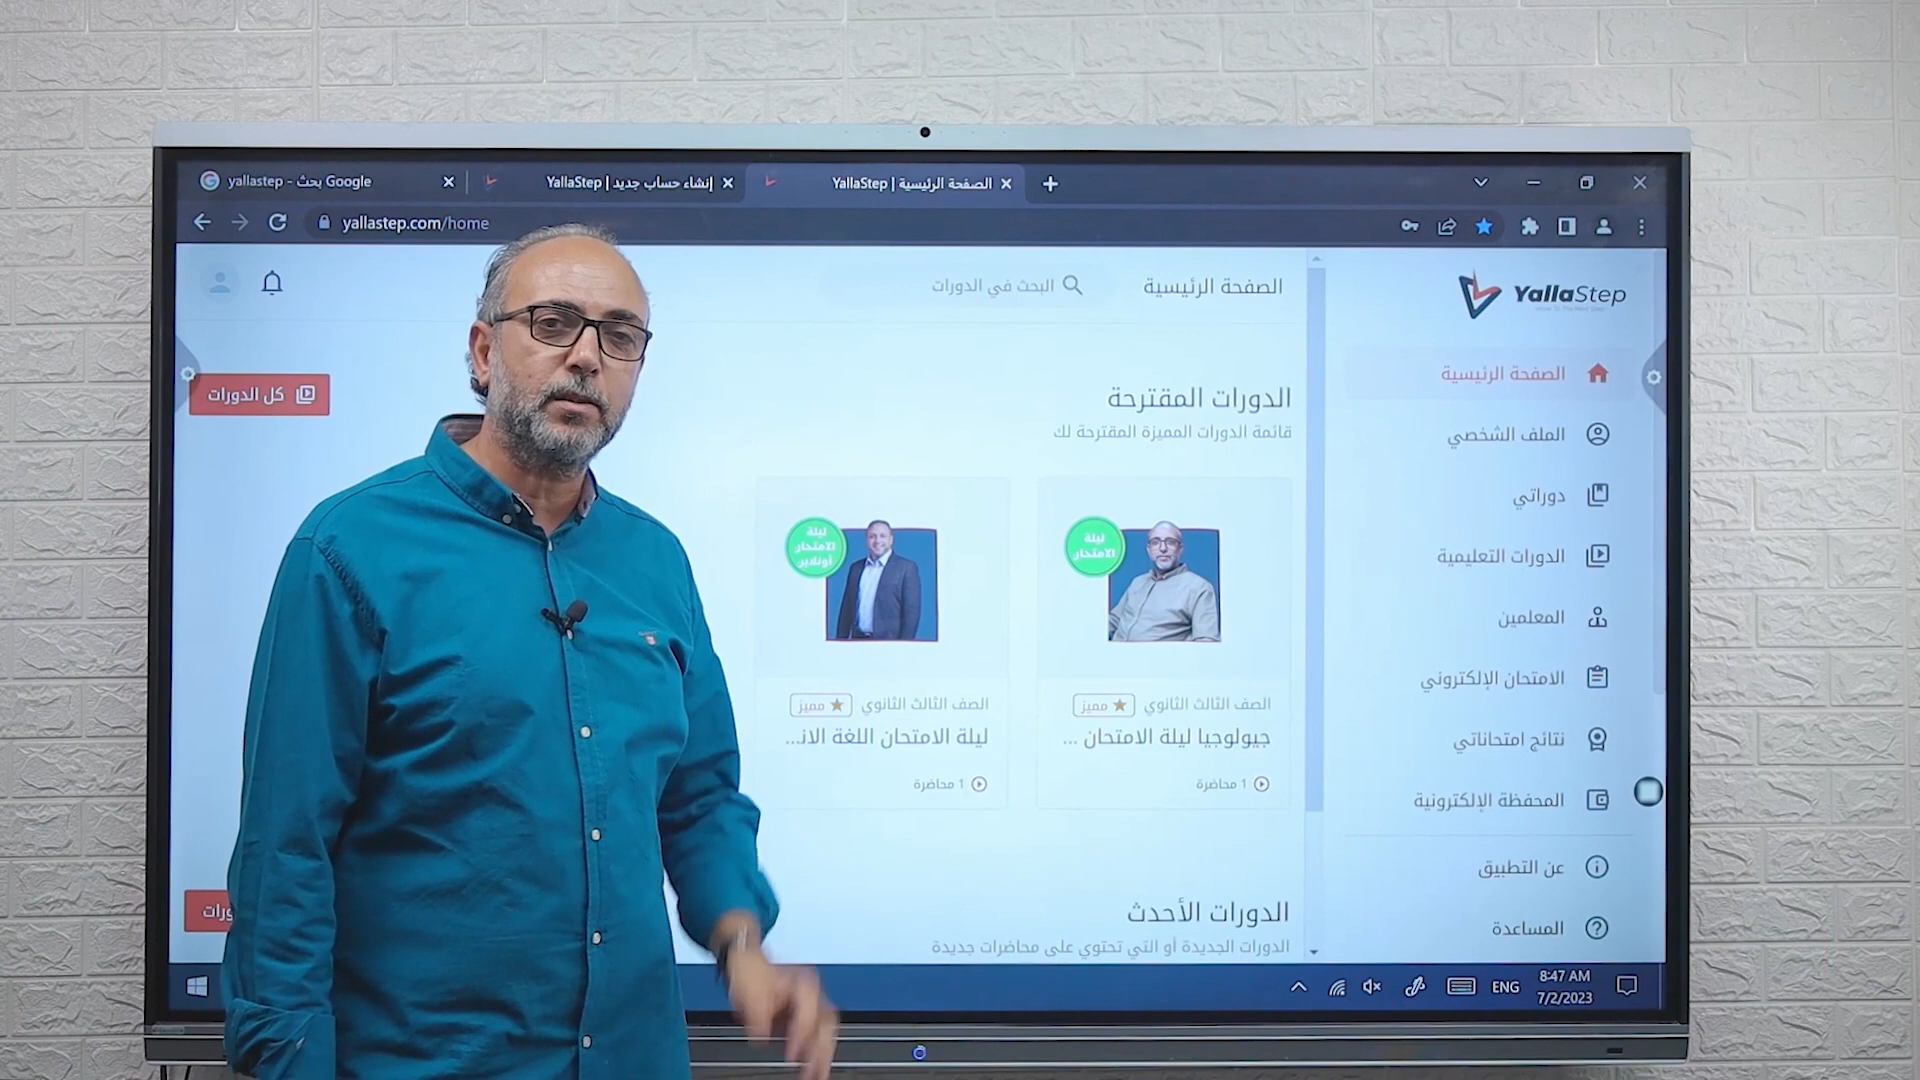 yallastep - بحث Google
إنشاء حساب جديد | YallaStep
الصفحة الرئيسية | YallaStep
yallastep.com/home
YallaStep
الصفحة الرئيسية
البحث في الدورات
الصفحة الرئيسية
الملف الشخصي
دوراتي
الدورات التعليمية
المعلمين
الامتحان الإلكتروني
نتائج امتحاناتي
المحفظة الإلكترونية
عن التطبيق
المساعدة
الدورات المقترحة
كل الدورات
قائمة الدورات المميزة المقترحة لك
ليلة
الامتحان
الصف الثالث الثانوي
مميز
جيولوجيا ليلة الامتحان ...
1 محاضرة
ليلة
الامتحان
أونلاين
الصف الثالث الثانوي
مميز
ليلة الامتحان اللغة الانـ...
1 محاضرة
الدورات الأحدث
الدورات الجديدة أو التي تحتوي على محاضرات جديدة
ENG
8:47 AM
7/2/2023